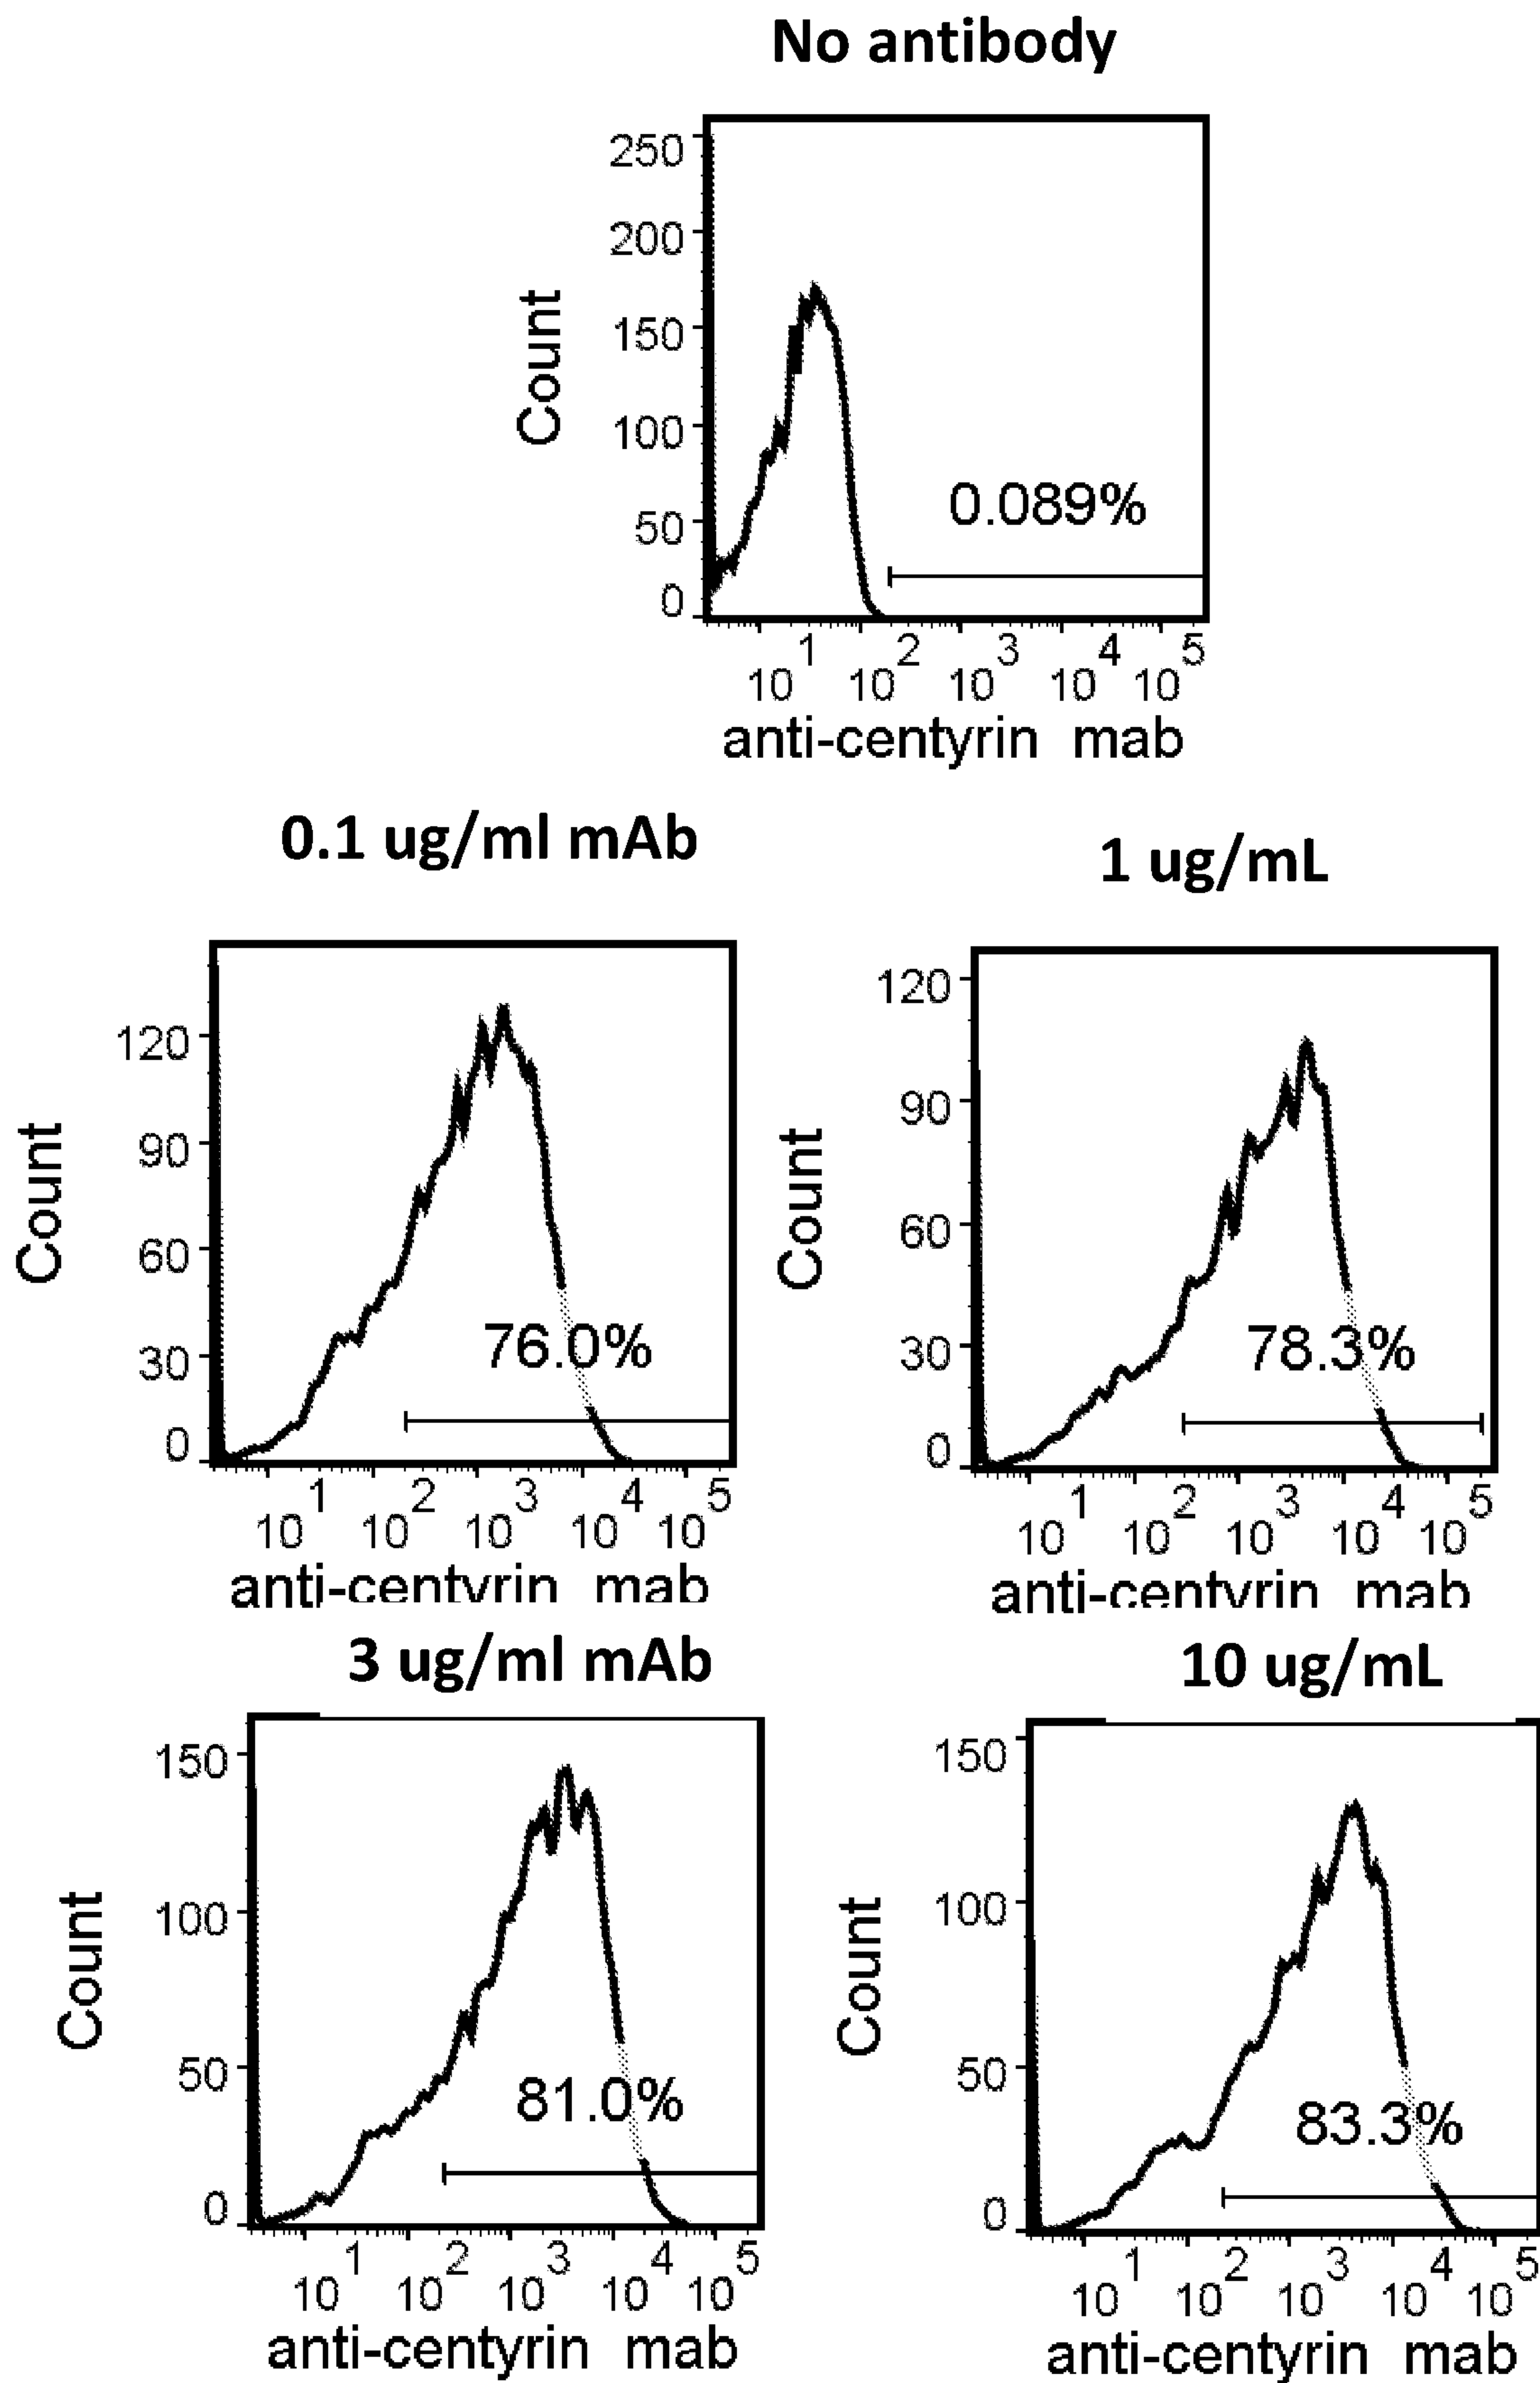 No antibody
250
200
150
100
50
0
Count
0.089%
10^1 10^2 10^3 10^4 10^5
anti-centyrin mab
0.1 ug/ml mAb
120
90
60
30
0
Count
76.0%
10^1 10^2 10^3 10^4 10^5
anti-centyrin mab
1 ug/mL
120
90
60
30
0
Count
78.3%
10^1 10^2 10^3 10^4 10^5
anti-centyrin mab
3 ug/ml mAb
150
100
50
0
Count
81.0%
10^1 10^2 10^3 10^4 10^5
anti-centyrin mab
10 ug/mL
150
100
50
0
Count
83.3%
10^1 10^2 10^3 10^4 10^5
anti-centyrin mab